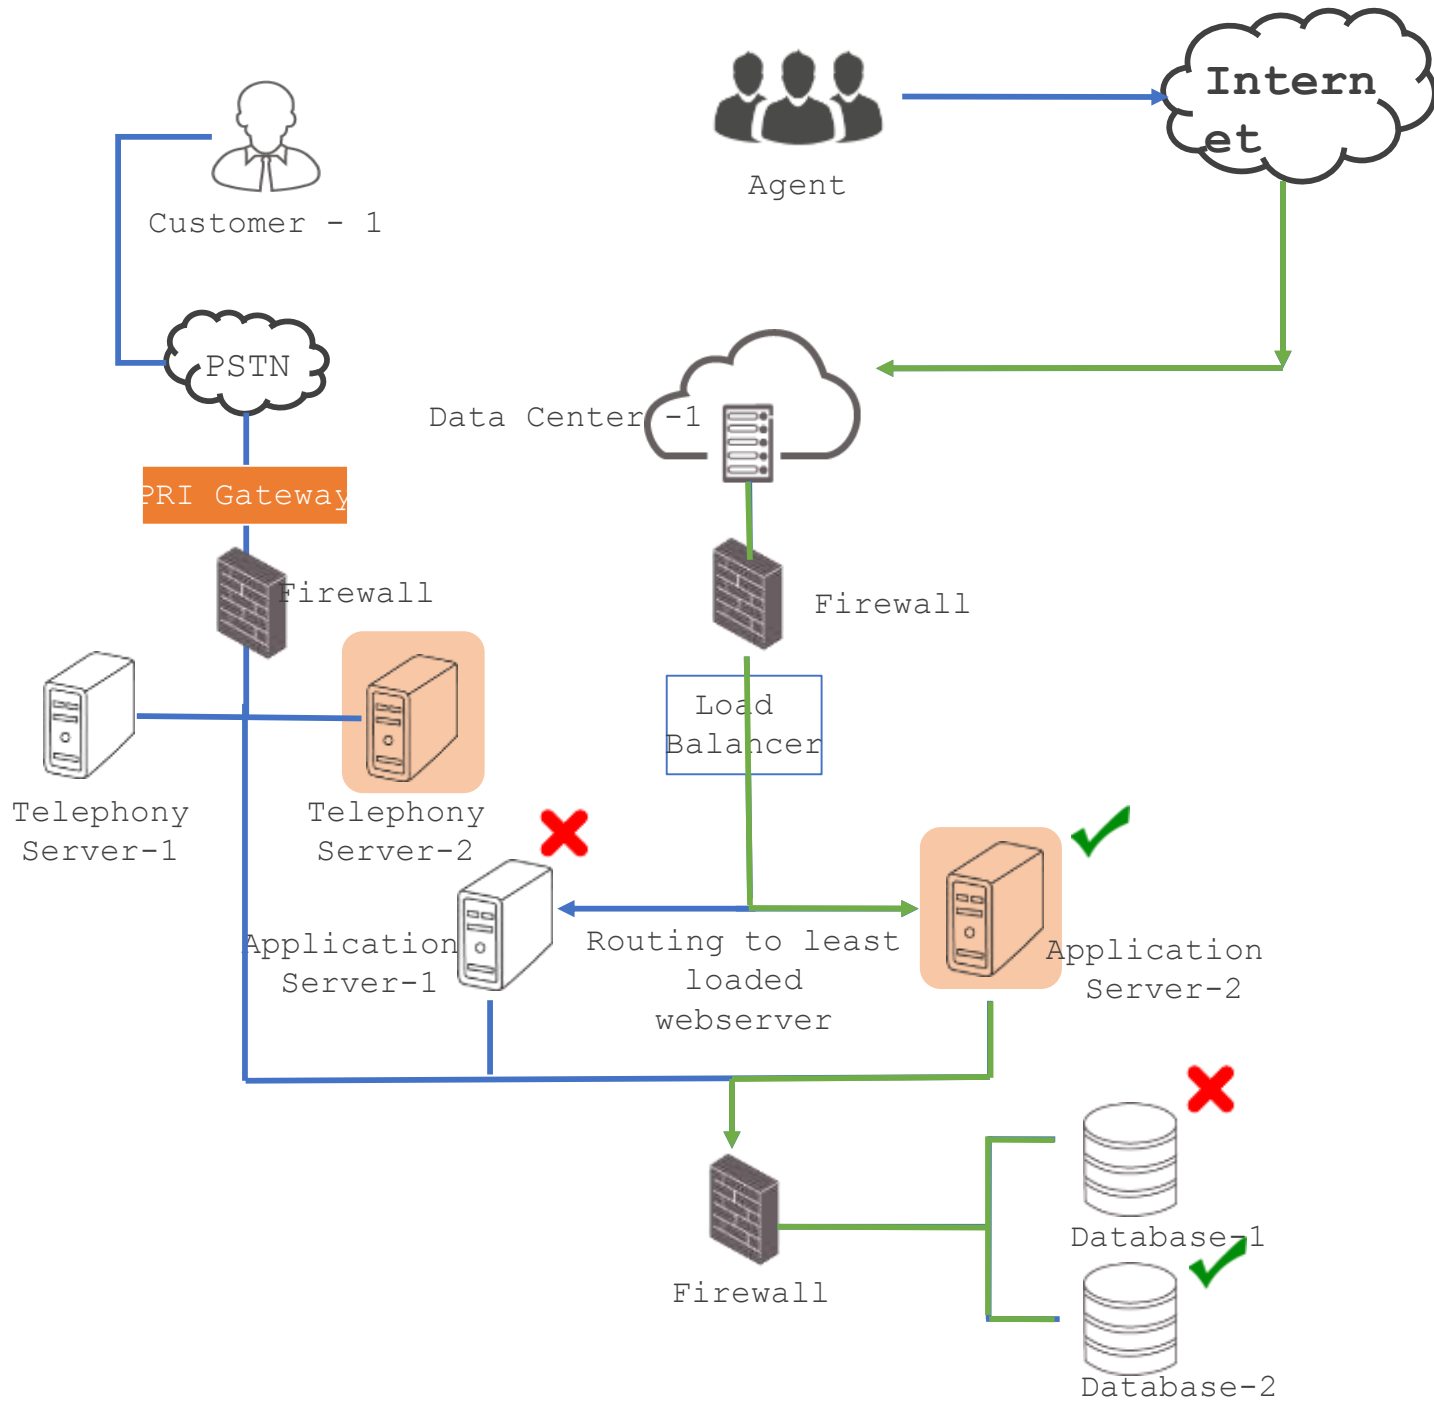 Intern
et
Agent
Customer - 1
PSTN
Data Center -1
PRI Gateway
Firewall
Firewall
Load
Balancer
Telephony
Server-1
Telephony
Server-2
Application
Server-1
Routing to least
loaded
webserver
Application
Server-2
Database-1
Firewall
Database-2